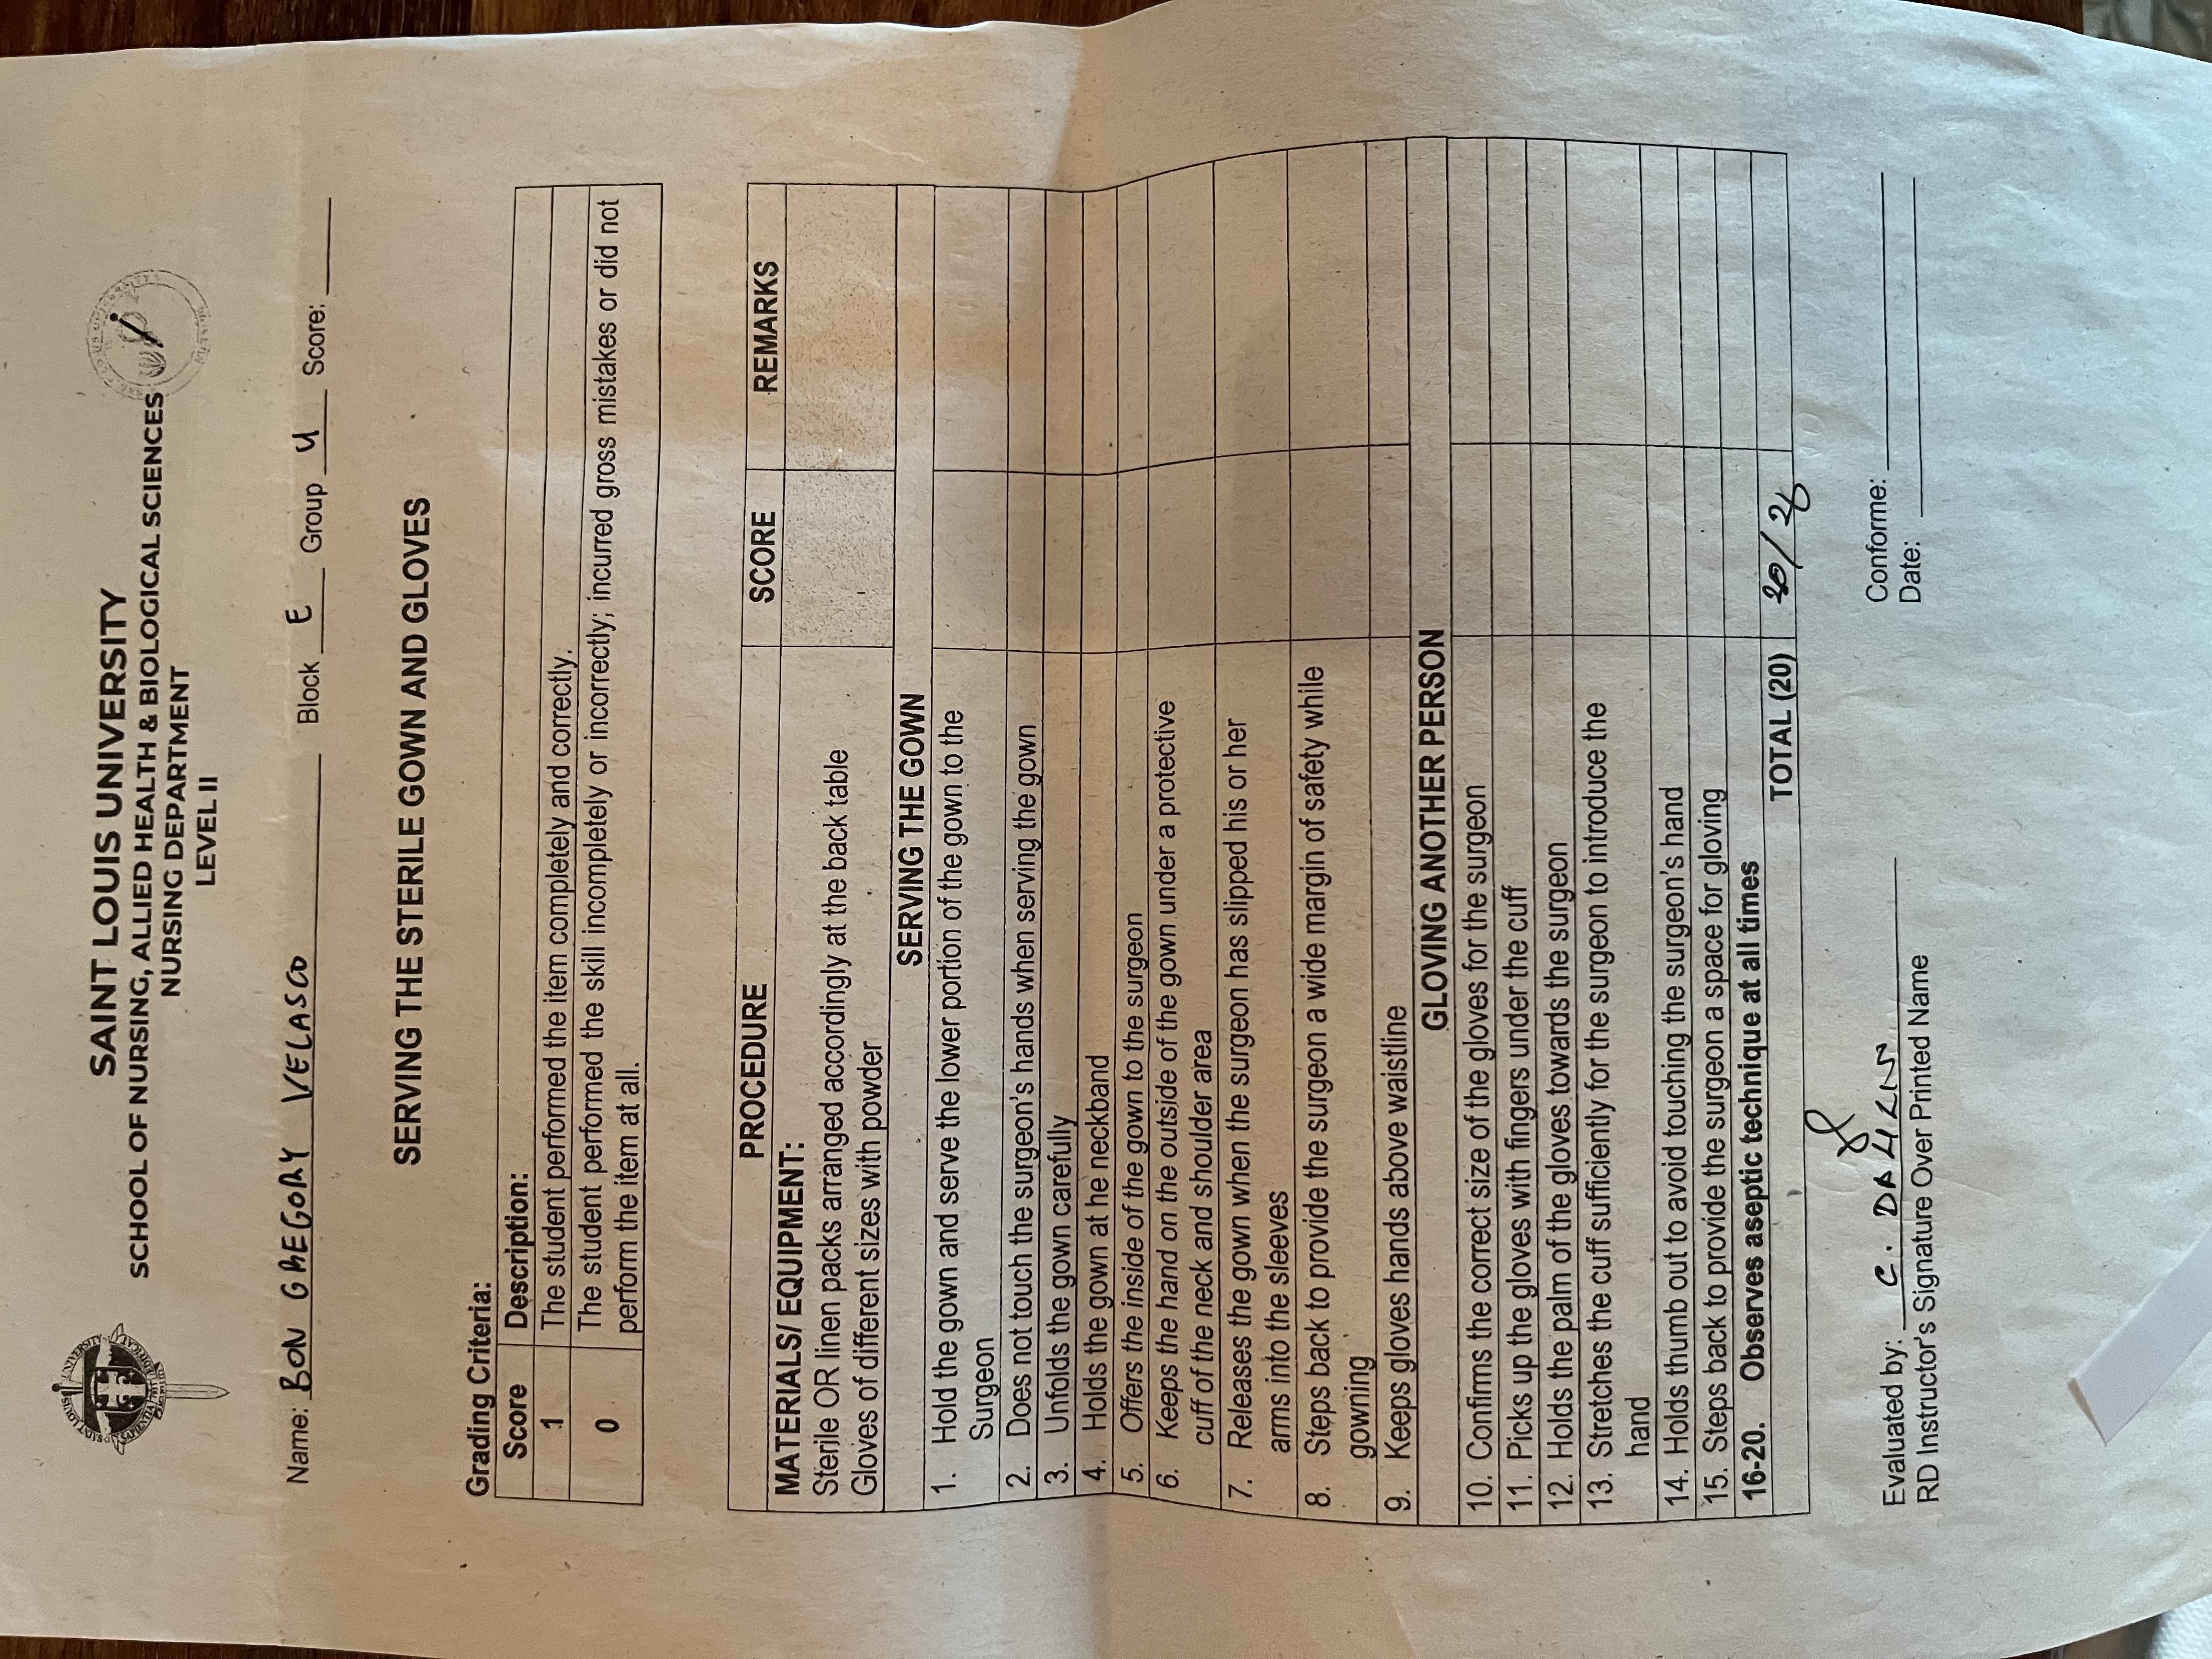 SAINT LOUIS UNIVERSITY
SCHOOL OF NURSING, ALLIED HEALTH & BIOLOGICAL SCIENCES
NURSING DEPARTMENT
LEVEL II
Name: BON GREGORY VELASCO Block E Group 4 Score:
SERVING THE STERILE GOWN AND GLOVES
Grading Criteria:
Score Description:
1 The student performed the item completely and correctly.
0 The student performed the skill incompletely or incorrectly; incurred gross mistakes or did not
perform the item at all.
PROCEDURE SCORE REMARKS
MATERIALS/ EQUIPMENT:
Sterile OR linen packs arranged accordingly at the back table
Gloves of different sizes with powder
SERVING THE GOWN
1. Hold the gown and serve the lower portion of the gown to the
Surgeon
2. Does not touch the surgeon's hands when serving the gown
3. Unfolds the gown carefully
4. Holds the gown at he neckband
5. Offers the inside of the gown to the surgeon
6. Keeps the hand on the outside of the gown under a protective
cuff of the neck and shoulder area
7. Releases the gown when the surgeon has slipped his or her
arms into the sleeves
8. Steps back to provide the surgeon a wide margin of safety while
gowning
9. Keeps gloves hands above waistline
GLOVING ANOTHER PERSON
10. Confirms the correct size of the gloves for the surgeon
11. Picks up the gloves with fingers under the cuff
12. Holds the palm of the gloves towards the surgeon
13. Stretches the cuff sufficiently for the surgeon to introduce the
hand
14. Holds thumb out to avoid touching the surgeon's hand
15. Steps back to provide the surgeon a space for gloving
16-20. Observes aseptic technique at all times
TOTAL (20)
Evaluated by: C. Conforme:
RD Instructor's Signature Over Printed Name Date: